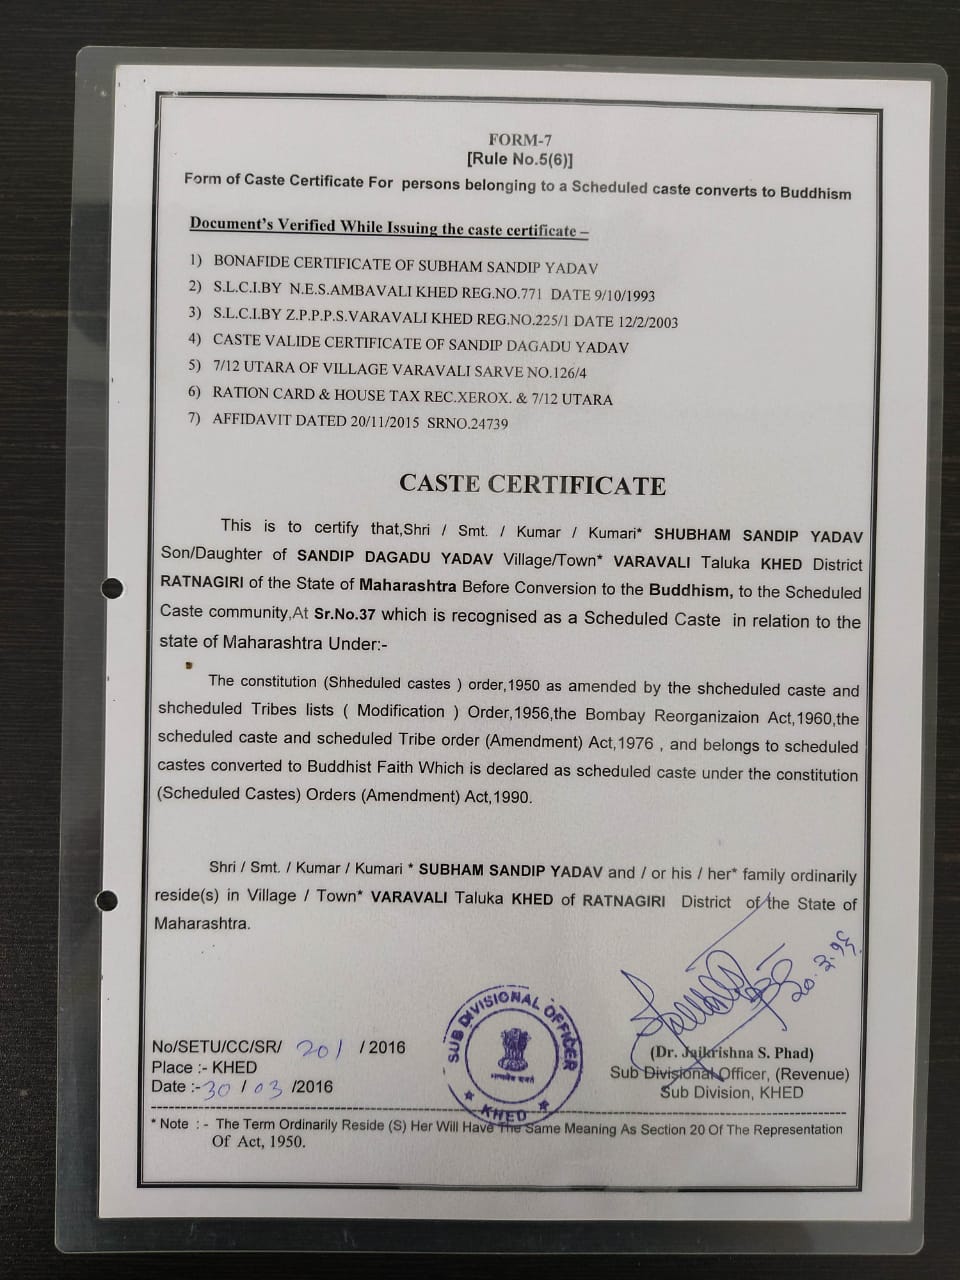 FORM-7
[Rule No.5(6)]
Form of Caste Certificate For persons belonging to a Scheduled caste converts to Buddhism
Document's Verified While Issuing the caste certificate –
1) BONAFIDE CERTIFICATE OF SUBHAM SANDIP YADAV
2) S.L.C.I.BY N.E.S.AMBAVALI KHED REG.NO.771 DATE 9/10/1993
3) S.L.C.I.BY Z.P.P.P.S.VARAVALI KHED REG.NO.225/1 DATE 12/2/2003
4) CASTE VALIDE CERTIFICATE OF SANDIP DAGADU YADAV
5) 7/12 UTARA OF VILLAGE VARAVALI SARVE NO.126/4
6) RATION CARD & HOUSE TAX REC.XEROX. & 7/12 UTARA
7) AFFIDAVIT DATED 20/11/2015 SRNO.24739
CASTE CERTIFICATE
This is to certify that,Shri / Smt. / Kumar / Kumari* SHUBHAM SANDIP YADAV
Son/Daughter of SANDIP DAGADU YADAV Village/Town* VARAVALI Taluka KHED District
RATNAGIRI of the State of Maharashtra Before Conversion to the Buddhism, to the Scheduled
Caste community,At Sr.No.37 which is recognised as a Scheduled Caste in relation to the
state of Maharashtra Under:-
The constitution (Shheduled castes ) order,1950 as amended by the shcheduled caste and
shcheduled Tribes lists ( Modification ) Order,1956,the Bombay Reorganizaion Act,1960,the
scheduled caste and scheduled Tribe order (Amendment) Act,1976 , and belongs to scheduled
castes converted to Buddhist Faith Which is declared as scheduled caste under the constitution
(Scheduled Castes) Orders (Amendment) Act,1990.
Shri / Smt. / Kumar / Kumari * SUBHAM SANDIP YADAV and / or his / her* family ordinarily
reside(s) in Village / Town* VARAVALI Taluka KHED of RATNAGIRI District of the State of
Maharashtra.
SUB DIVISIONAL OFFICER
सत्यमेव जयते
KHED
No/SETU/CC/SR/ 201 / 2016
Place :- KHED
Date :-30 / 03 /2016
(Dr. Jaikrishna S. Phad)
Sub Divisional Officer, (Revenue)
Sub Division, KHED
* Note : - The Term Ordinarily Reside (S) Her Will Have The Same Meaning As Section 20 Of The Representation
Of Act, 1950.